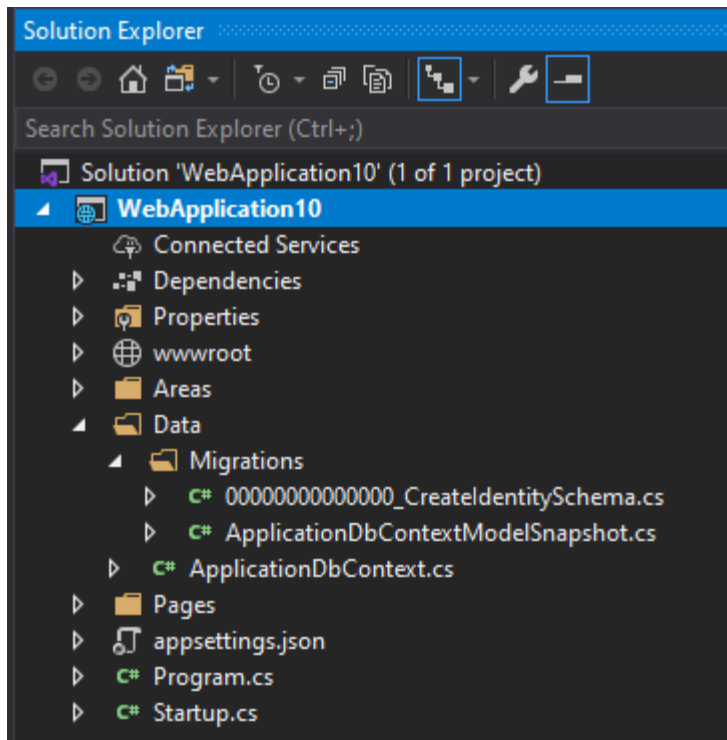 Solution Explorer
Search Solution Explorer (Ctrl+;)
Solution 'WebApplication10' (1 of 1 project)
WebApplication10
Connected Services
Dependencies
Properties
wwwroot
Areas
Data
Migrations
C# 00000000000000_CreateIdentitySchema.cs
C# ApplicationDbContextModelSnapshot.cs
C# ApplicationDbContext.cs
Pages
appsettings.json
C# Program.cs
C# Startup.cs